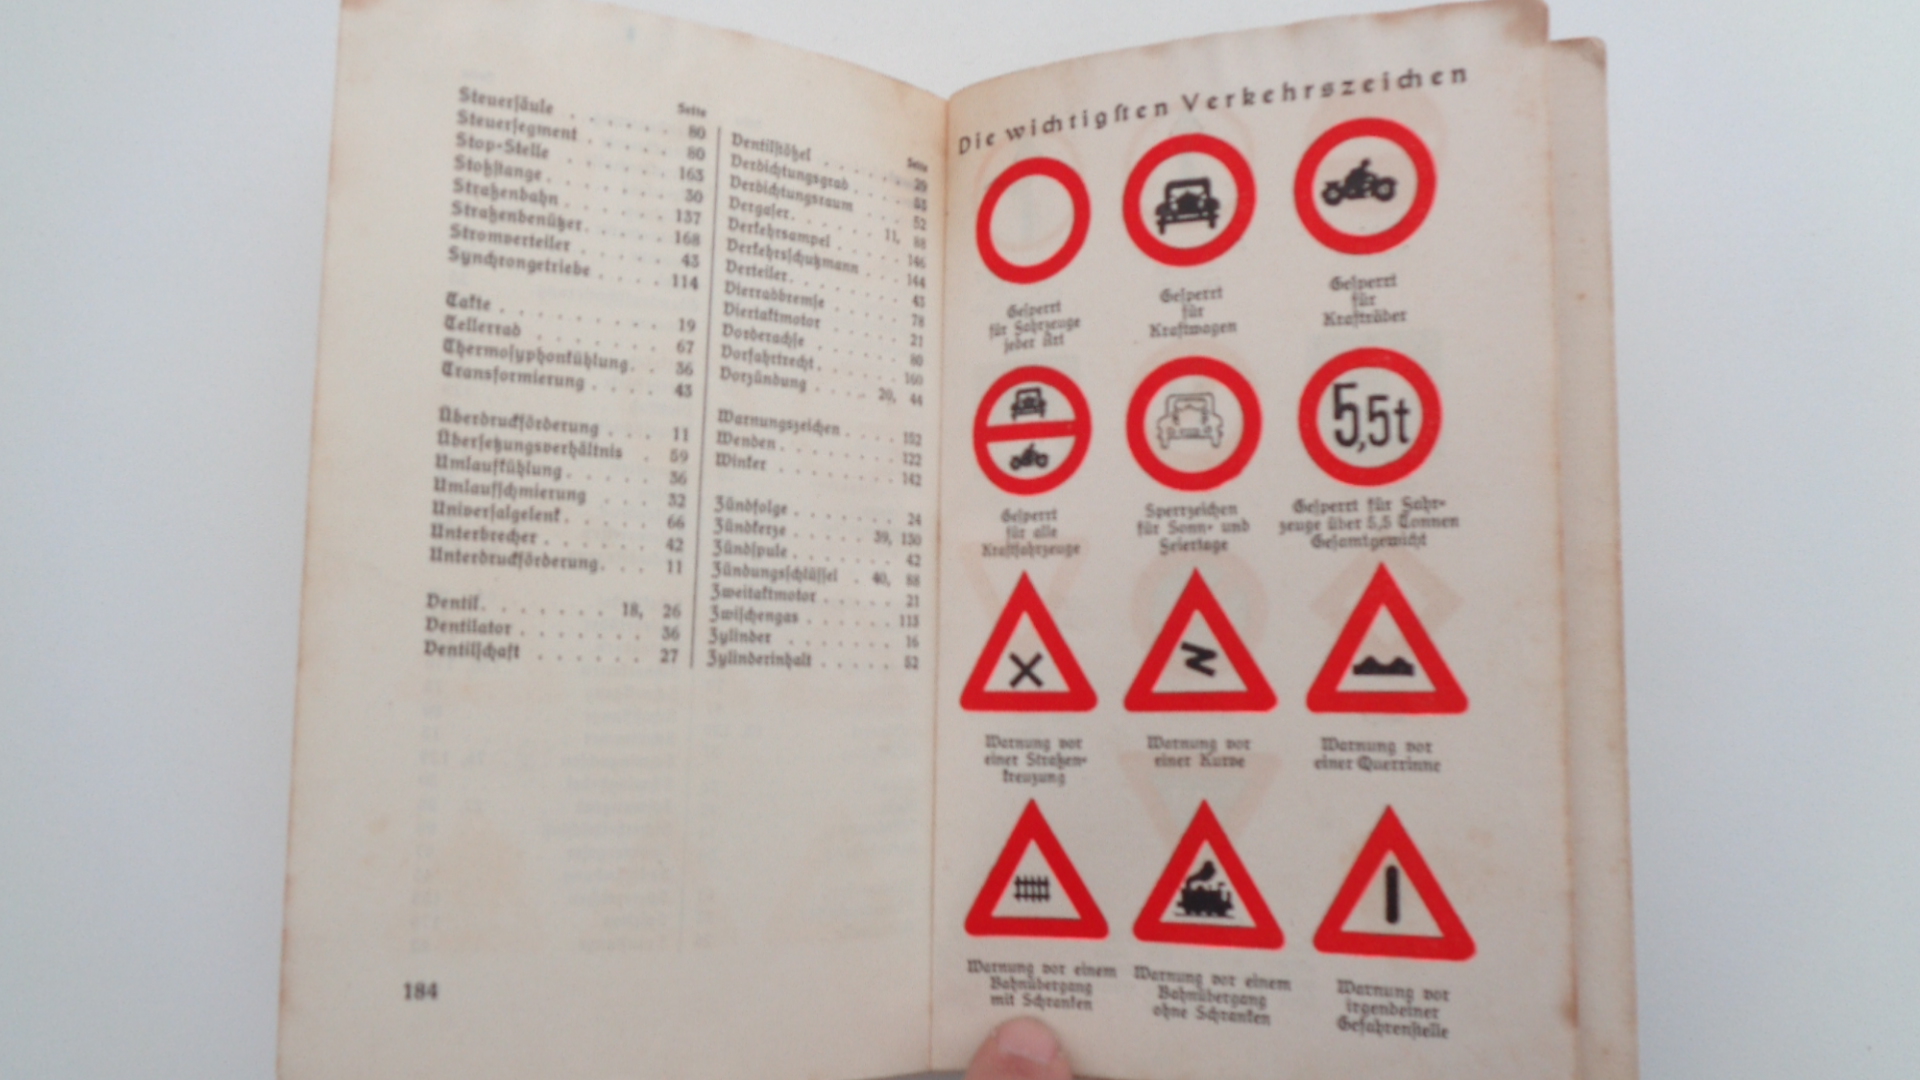 Seite
Steuersäule . . . . . . 80
Steuersegment . . . . . 80
Stop-Stelle . . . . . . 163
Stoßstange . . . . . . 30
Straßenbahn . . . . . . 137
Straßenbenützer . . . . . 168
Stromverteiler . . . . . 43
Synchrongetriebe . . . . 114
Takte . . . . . . . . . 19
Tellerrad . . . . . . . 67
Thermosyphonkühlung . . 36
Transformierung . . . . 43
Überdruckförderung . . . 11
Übersetzungsverhältnis . 59
Umlaufkühlung . . . . . 36
Umlaufschmierung . . . 32
Universalgelenk . . . . . 66
Unterbrecher . . . . . . 42
Unterdruckförderung . . . 11
Ventil . . . . . . . 18, 26
Ventilator . . . . . . . 36
Ventilschaft . . . . . . 27
184
Seite
Ventilstößel . . . . .
Verdichtungsgrad . . .
Verdichtungsraum . . . 52
Vergaser . . . . . 11, 88
Verkehrsampel . . . . 146
Verkehrsschutzmann . . . 144
Verteiler . . . . . . . 43
Vierradbremse . . . . . 78
Viertaktmotor . . . . . 21
Vorderachse . . . . . . 80
Vorfahrtrecht . . . . . . 160
Vorzündung . . . . 20, 44
Warnungszeichen . . . . 152
Wenden . . . . . . . . 122
Winker . . . . . . . . 142
Zündfolge . . . . . . . 24
Zündkerze . . . . . 39, 130
Zündspule . . . . . . . 42
Zündungsschlüssel . 40, 88
Zweitaktmotor . . . . . 21
Zwischengas . . . . . . 113
Zylinder . . . . . . . 16
Zylinderinhalt . . . . . 52
Die wichtigsten Verkehrszeichen
Gesperrt
für Fahrzeuge
jeder Art
Gesperrt
für
Kraftwagen
Gesperrt
für
Krafträder
5,5t
Gesperrt
für alle
Kraftfahrzeuge
Sperrzeichen
für Sonn- und
Feiertage
Gesperrt für Fahr-
zeuge über 5,5 Tonnen
Gesamtgewicht
Warnung vor
einer Straßen-
kreuzung
Warnung vor
einer Kurve
Warnung vor
einer Querrinne
Warnung vor einem
Bahnübergang
mit Schranken
Warnung vor einem
Bahnübergang
ohne Schranken
Warnung vor
irgendeiner
Gefahrenstelle